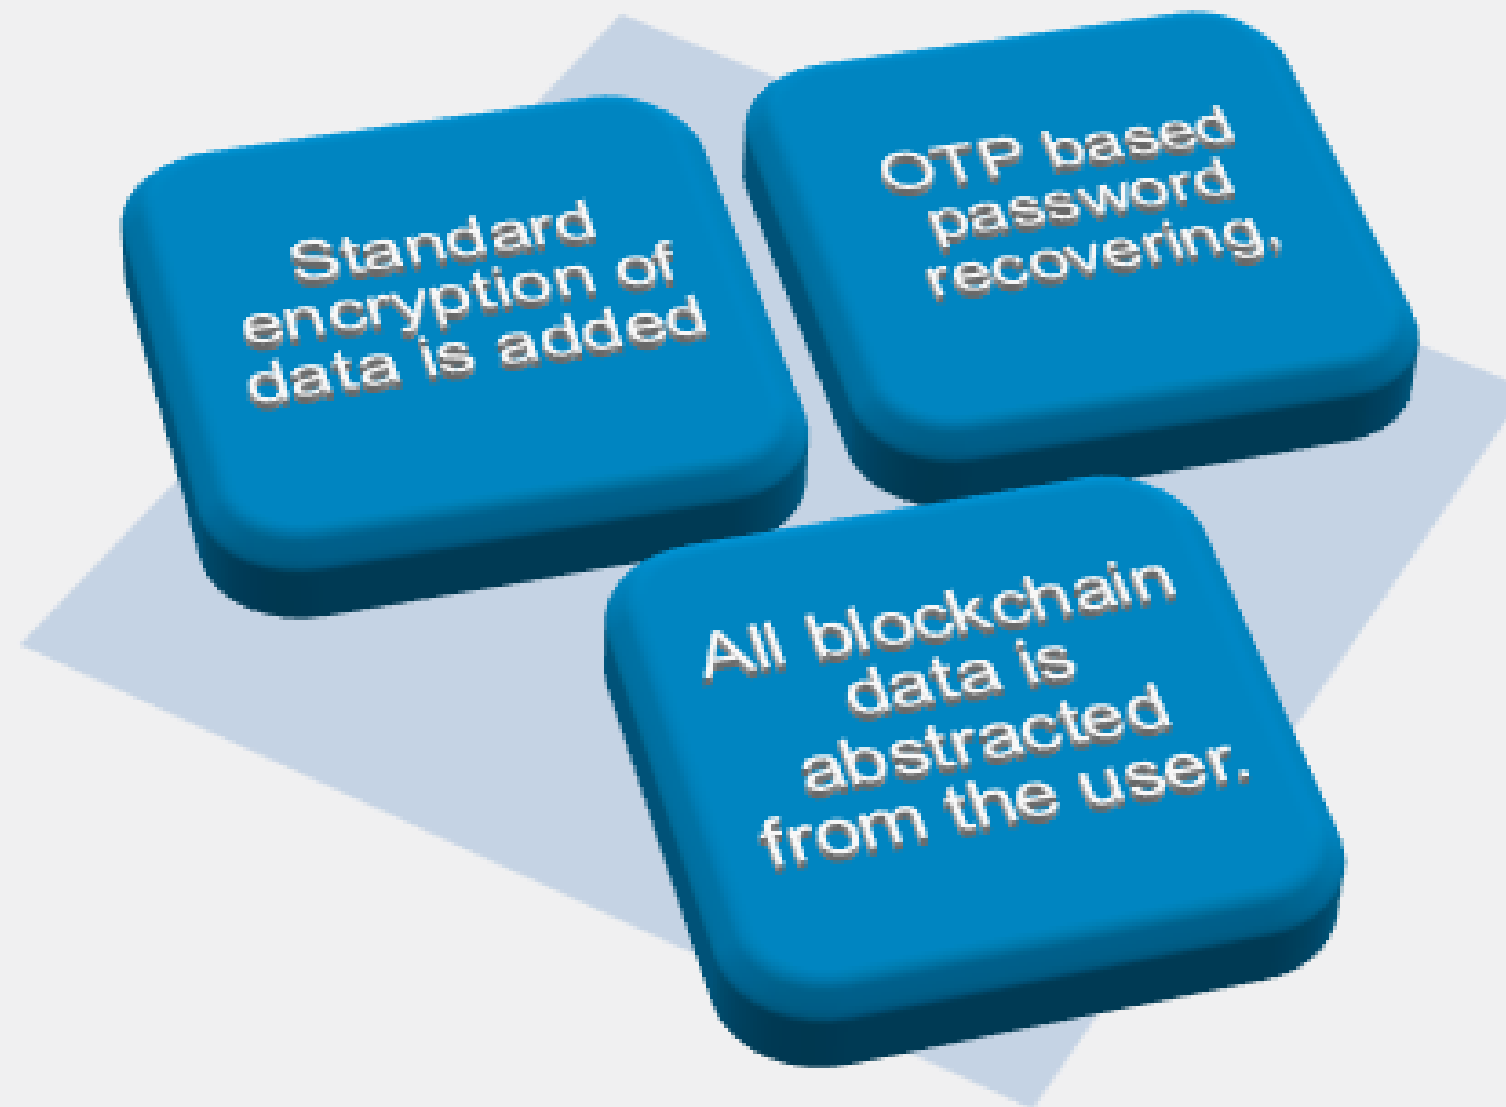 Standard
encryption of
data is added
OTP based
password
recovering,
All blockchain
data is
abstracted
from the user.